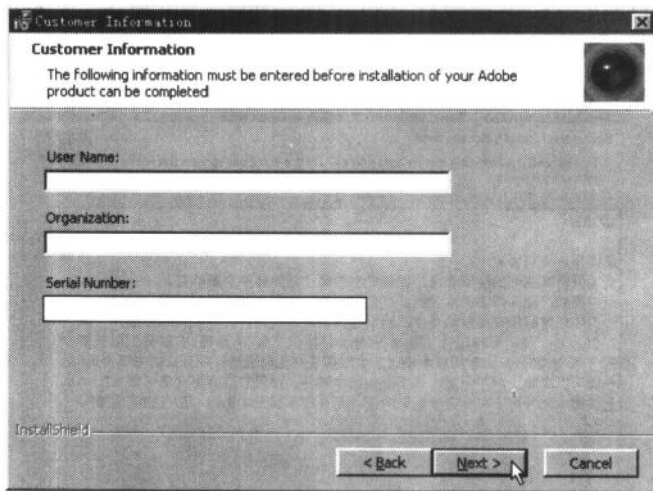 Customer Information
Customer Information
The following information must be entered before installation of your Adobe
product can be completed
User Name:
Organization:
Serial Number:
InstallShield
< Back
Next >
Cancel